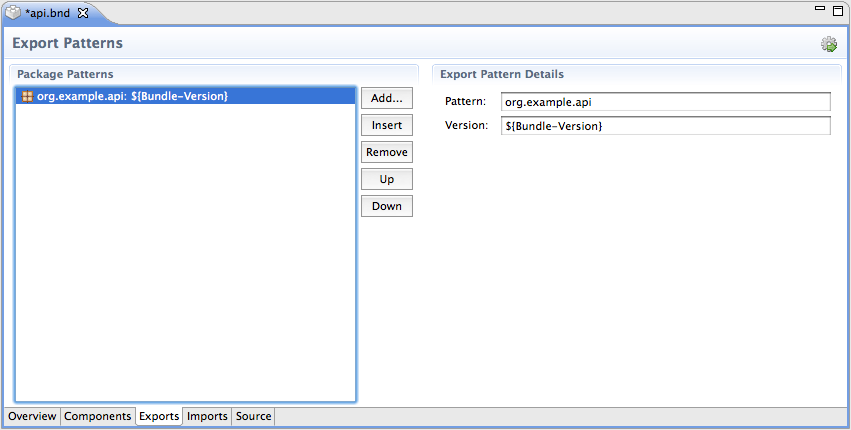 *api.bnd
Export Patterns
Package Patterns
org.example.api: ${Bundle-Version}
Add...
Insert
Remove
Up
Down
Export Pattern Details
Pattern: org.example.api
Version: ${Bundle-Version}
Overview Components Exports Imports Source